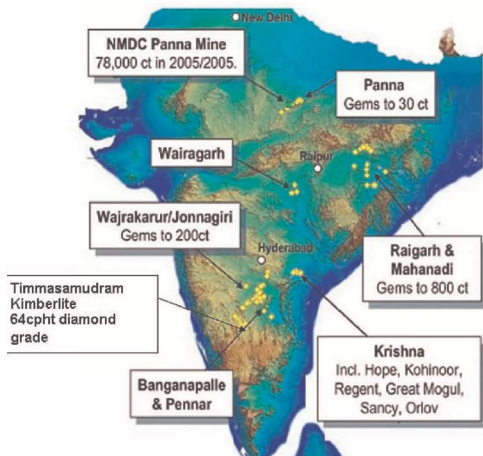 New Delhi
NMDC Panna Mine
78,000 ct in 2005/2005.
Panna
Gems to 30 ct
Wairagarh
Raipur
Wajrakarur/Jonnagiri
Gems to 200ct
Hyderabad
Raigarh &
Mahanadi
Gems to 800 ct
Timmasamudram
Kimberlite
64cpht diamond
grade
Krishna
Incl. Hope, Kohinoor,
Regent, Great Mogul,
Sancy, Orlov
Banganapalle
& Pennar